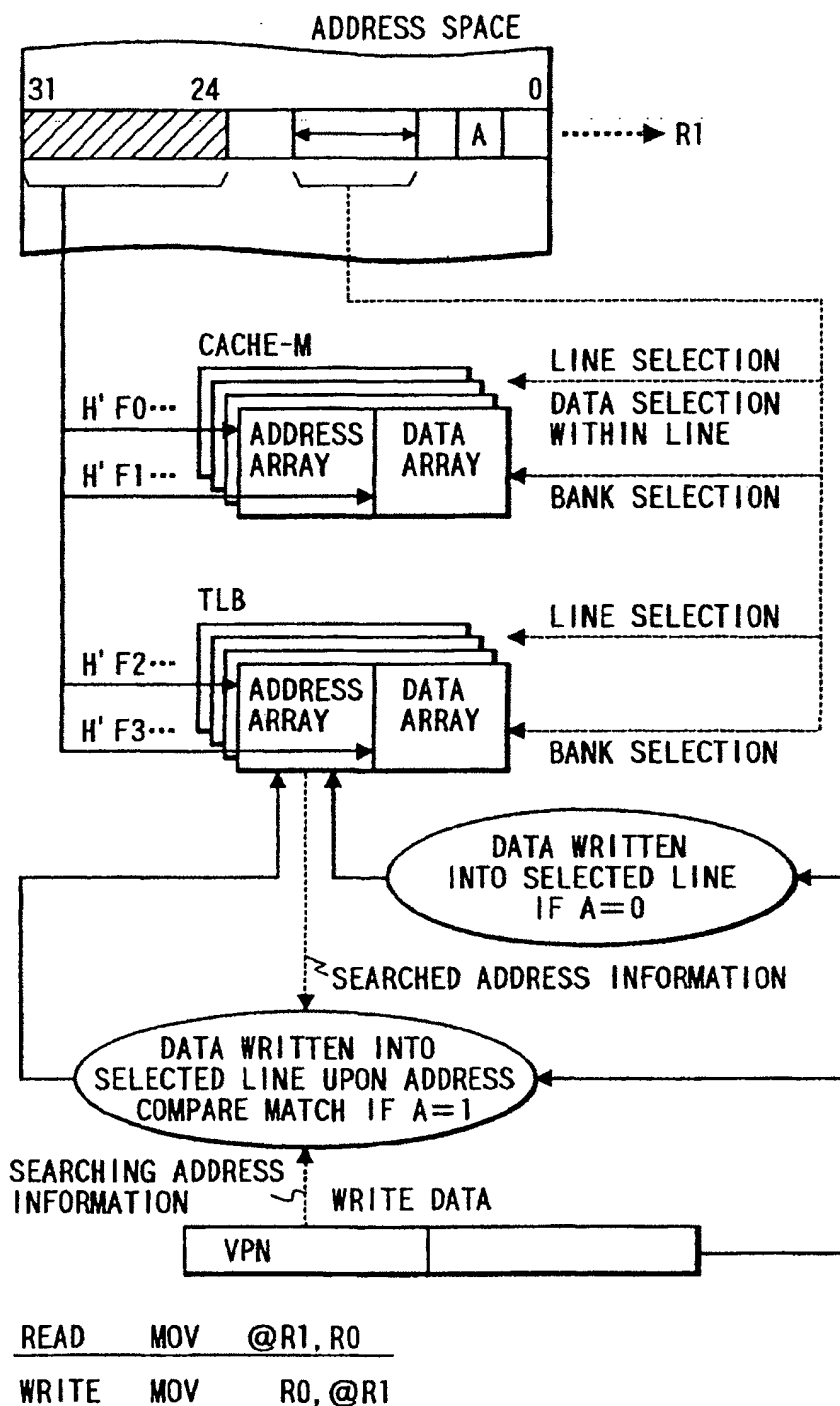 ADDRESS SPACE
31 24 0
A R1
CACHE-M
LINE SELECTION
H' F0··· ADDRESS ARRAY DATA ARRAY DATA SELECTION WITHIN LINE
H' F1···
BANK SELECTION
TLB
LINE SELECTION
H' F2··· ADDRESS ARRAY DATA ARRAY
H' F3···
BANK SELECTION
DATA WRITTEN
INTO SELECTED LINE
IF A=0
SEARCHED ADDRESS INFORMATION
DATA WRITTEN INTO
SELECTED LINE UPON ADDRESS
COMPARE MATCH IF A=1
SEARCHING ADDRESS
INFORMATION
WRITE DATA
VPN
READ MOV @R1, R0
WRITE MOV R0, @R1